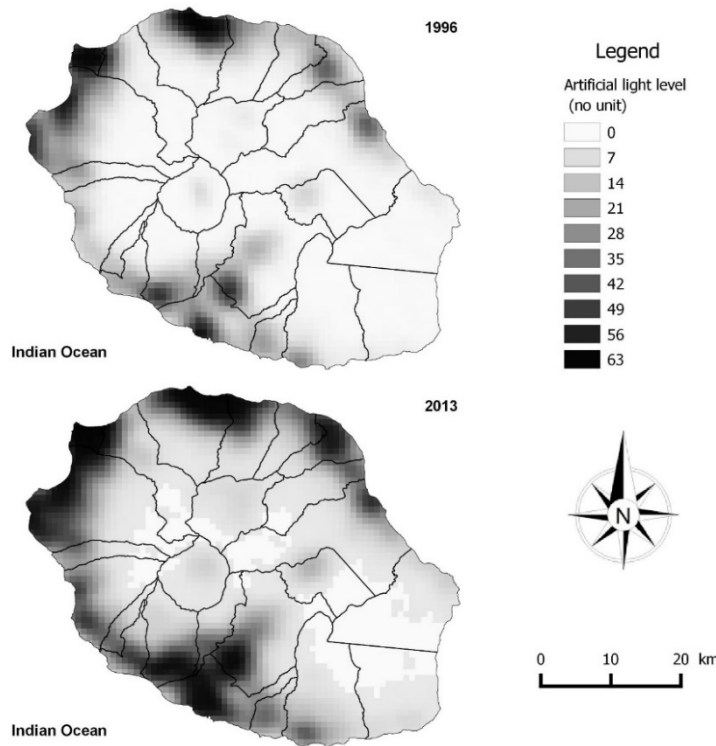 1996
Legend
Artificial light level
(no unit)
0
7
14
21
28
35
42
49
56
63
Indian Ocean
2013
N
0 10 20 km
Indian Ocean